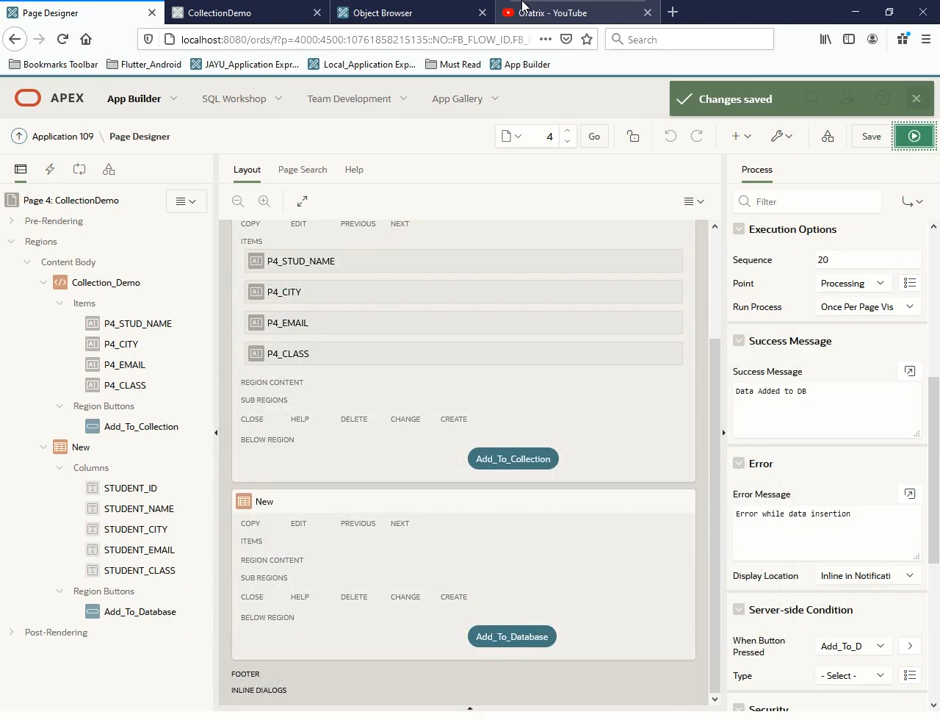 Page Designer
CollectionDemo
Object Browser
Oratrix - YouTube
localhost:8080/ords/f?p=4000:4500:10761858215135::NO::FB_FLOW_ID,FB_
Search
Bookmarks Toolbar
Flutter_Android
JAYU_Application Expr...
Local_Application Exp...
Must Read
App Builder
APEX
App Builder
SQL Workshop
Team Development
App Gallery
Changes saved
Application 109
Page Designer
4
Go
Save
Layout
Page Search
Help
Process
Page 4: CollectionDemo
Filter
Pre-Rendering
Regions
Content Body
Collection_Demo
Items
P4_STUD_NAME
P4_CITY
P4_EMAIL
P4_CLASS
Region Buttons
Add_To_Collection
New
Columns
STUDENT_ID
STUDENT_NAME
STUDENT_CITY
STUDENT_EMAIL
STUDENT_CLASS
Region Buttons
Add_To_Database
Post-Rendering
COPY EDIT PREVIOUS NEXT
ITEMS
P4_STUD_NAME
P4_CITY
P4_EMAIL
P4_CLASS
REGION CONTENT
SUB REGIONS
CLOSE HELP DELETE CHANGE CREATE
BELOW REGION
Add_To_Collection
New
COPY EDIT PREVIOUS NEXT
ITEMS
REGION CONTENT
SUB REGIONS
CLOSE HELP DELETE CHANGE CREATE
BELOW REGION
Add_To_Database
FOOTER
INLINE DIALOGS
Execution Options
Sequence 20
Point Processing
Run Process Once Per Page Vis
Success Message
Success Message
Data Added to DB
Error
Error Message
Error while data insertion
Display Location Inline in Notificati
Server-side Condition
When Button Pressed Add_To_D
Type - Select -
Security